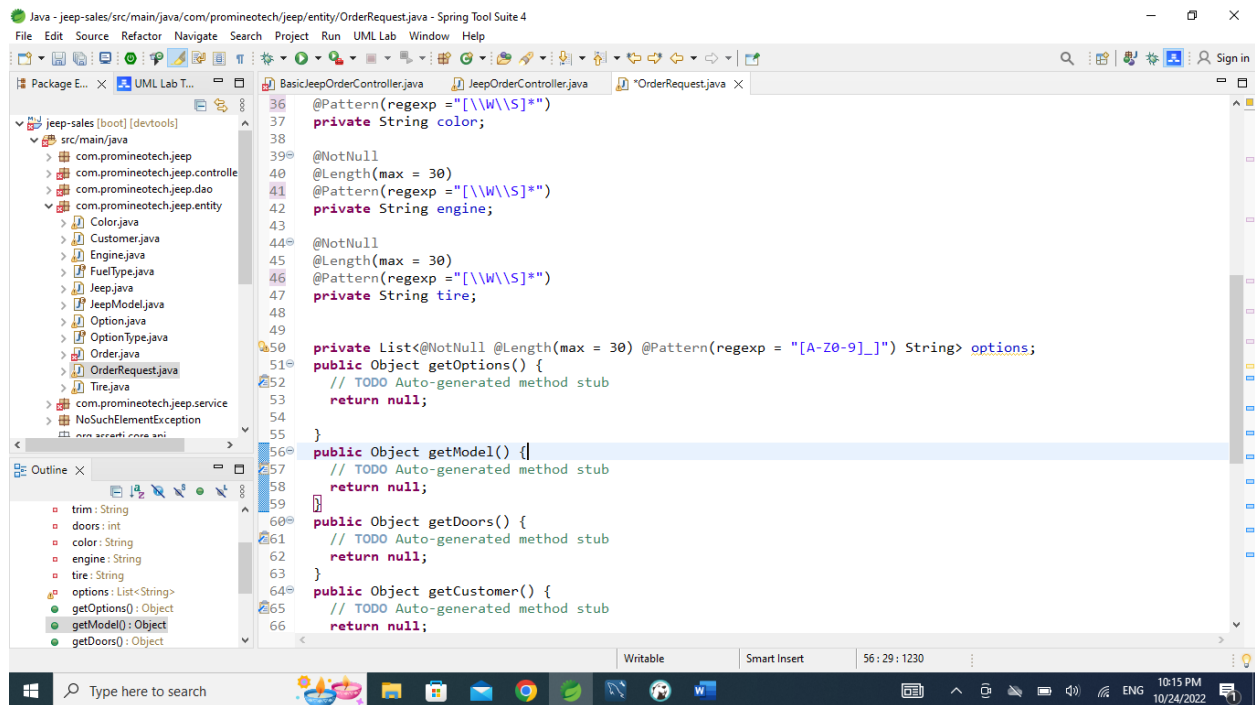 Java - jeep-sales/src/main/java/com/promineotech/jeep/entity/OrderRequest.java - Spring Tool Suite 4
File Edit Source Refactor Navigate Search Project Run UML Lab Window Help
Sign in
Package E... UML Lab T...
BasicJeepOrderController.java JeepOrderController.java *OrderRequest.java
jeep-sales [boot] [devtools]
src/main/java
com.promineotech.jeep
com.promineotech.jeep.controlle
com.promineotech.jeep.dao
com.promineotech.jeep.entity
Color.java
Customer.java
Engine.java
FuelType.java
Jeep.java
JeepModel.java
Option.java
OptionType.java
Order.java
OrderRequest.java
Tire.java
com.promineotech.jeep.service
NoSuchElementException
org.assertj.core.api
Outline
trim : String
doors : int
color : String
engine : String
tire : String
options : List<String>
getOptions() : Object
getModel() : Object
getDoors() : Object
36 @Pattern(regexp ="[\\W\\S]*")
37 private String color;
38
39 @NotNull
40 @Length(max = 30)
41 @Pattern(regexp ="[\\W\\S]*")
42 private String engine;
43
44 @NotNull
45 @Length(max = 30)
46 @Pattern(regexp ="[\\W\\S]*")
47 private String tire;
48
49
50 private List<@NotNull @Length(max = 30) @Pattern(regexp = "[A-Z0-9]_]") String> options;
51 public Object getOptions() {
52 // TODO Auto-generated method stub
53 return null;
54
55 }
56 public Object getModel() {
57 // TODO Auto-generated method stub
58 return null;
59 }
60 public Object getDoors() {
61 // TODO Auto-generated method stub
62 return null;
63 }
64 public Object getCustomer() {
65 // TODO Auto-generated method stub
66 return null;
Writable Smart Insert 56 : 29 : 1230
Type here to search
W
ENG
10:15 PM
10/24/2022
1